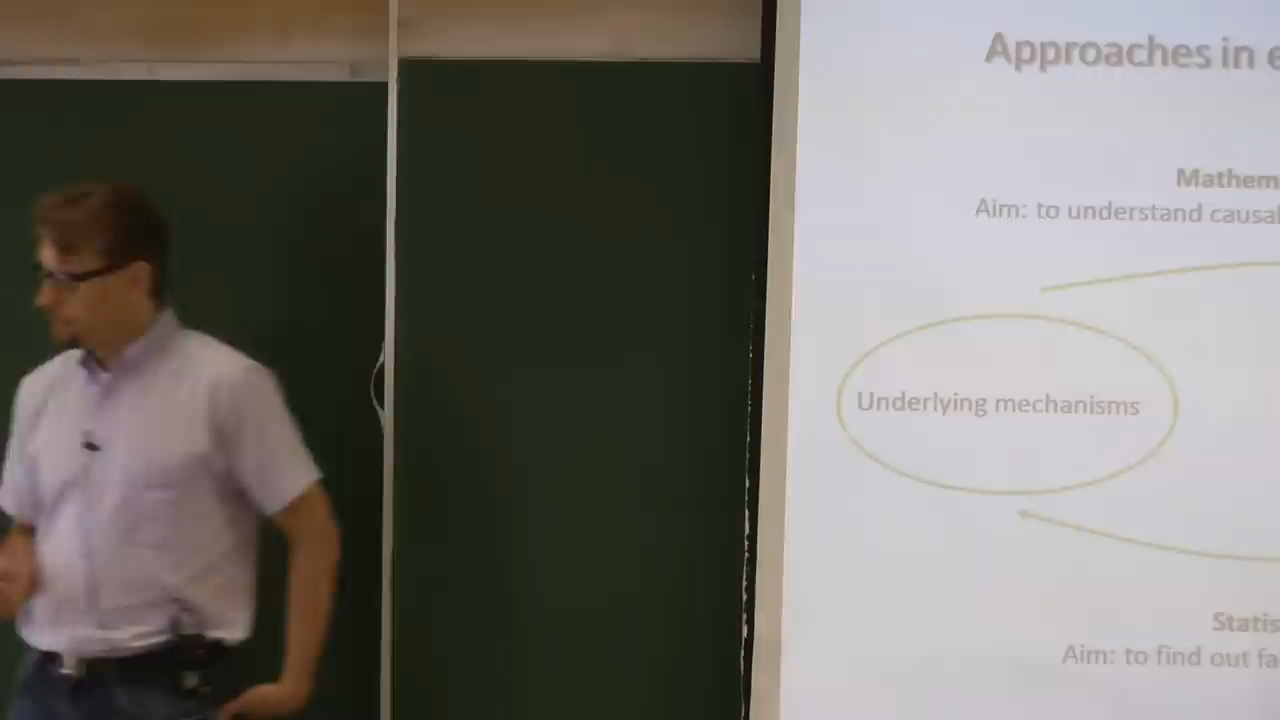 Approaches in e
Mathem
Aim: to understand causal
Underlying mechanisms
Statis
Aim: to find out fa